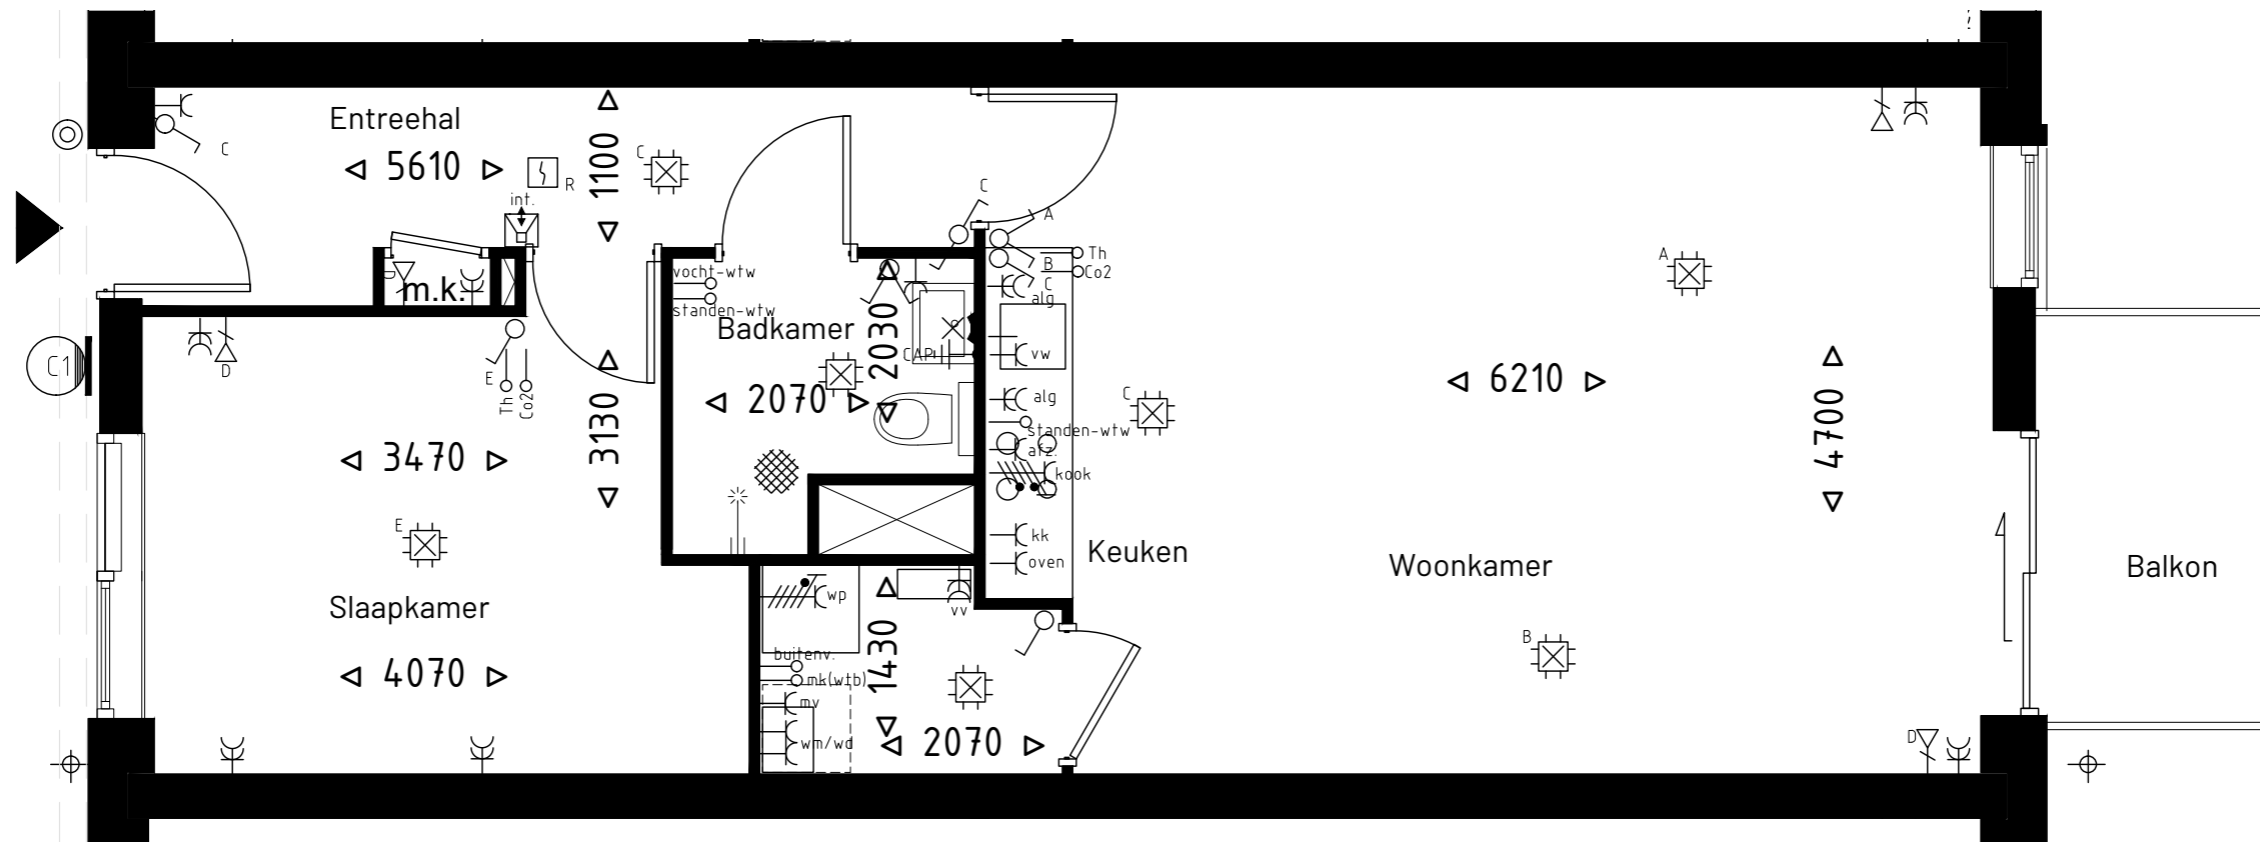 Entreehal
5610
1100
C
C
R
int.
D
m.k.
C
A
B
C
Th
Co2
alg
vocht-wtw
standen-wtw
Badkamer
2030
2070
CAP
vw
alg
standen-wtw
afz.
kook
kk
oven
Keuken
C1
D
E
Th
Co2
3470
3130
E
Slaapkamer
4070
wp
vv
buitenv.
mk(wtb)
mv
wm/wd
1430
2070
A
C
6210
4700
Woonkamer
B
D
Balkon